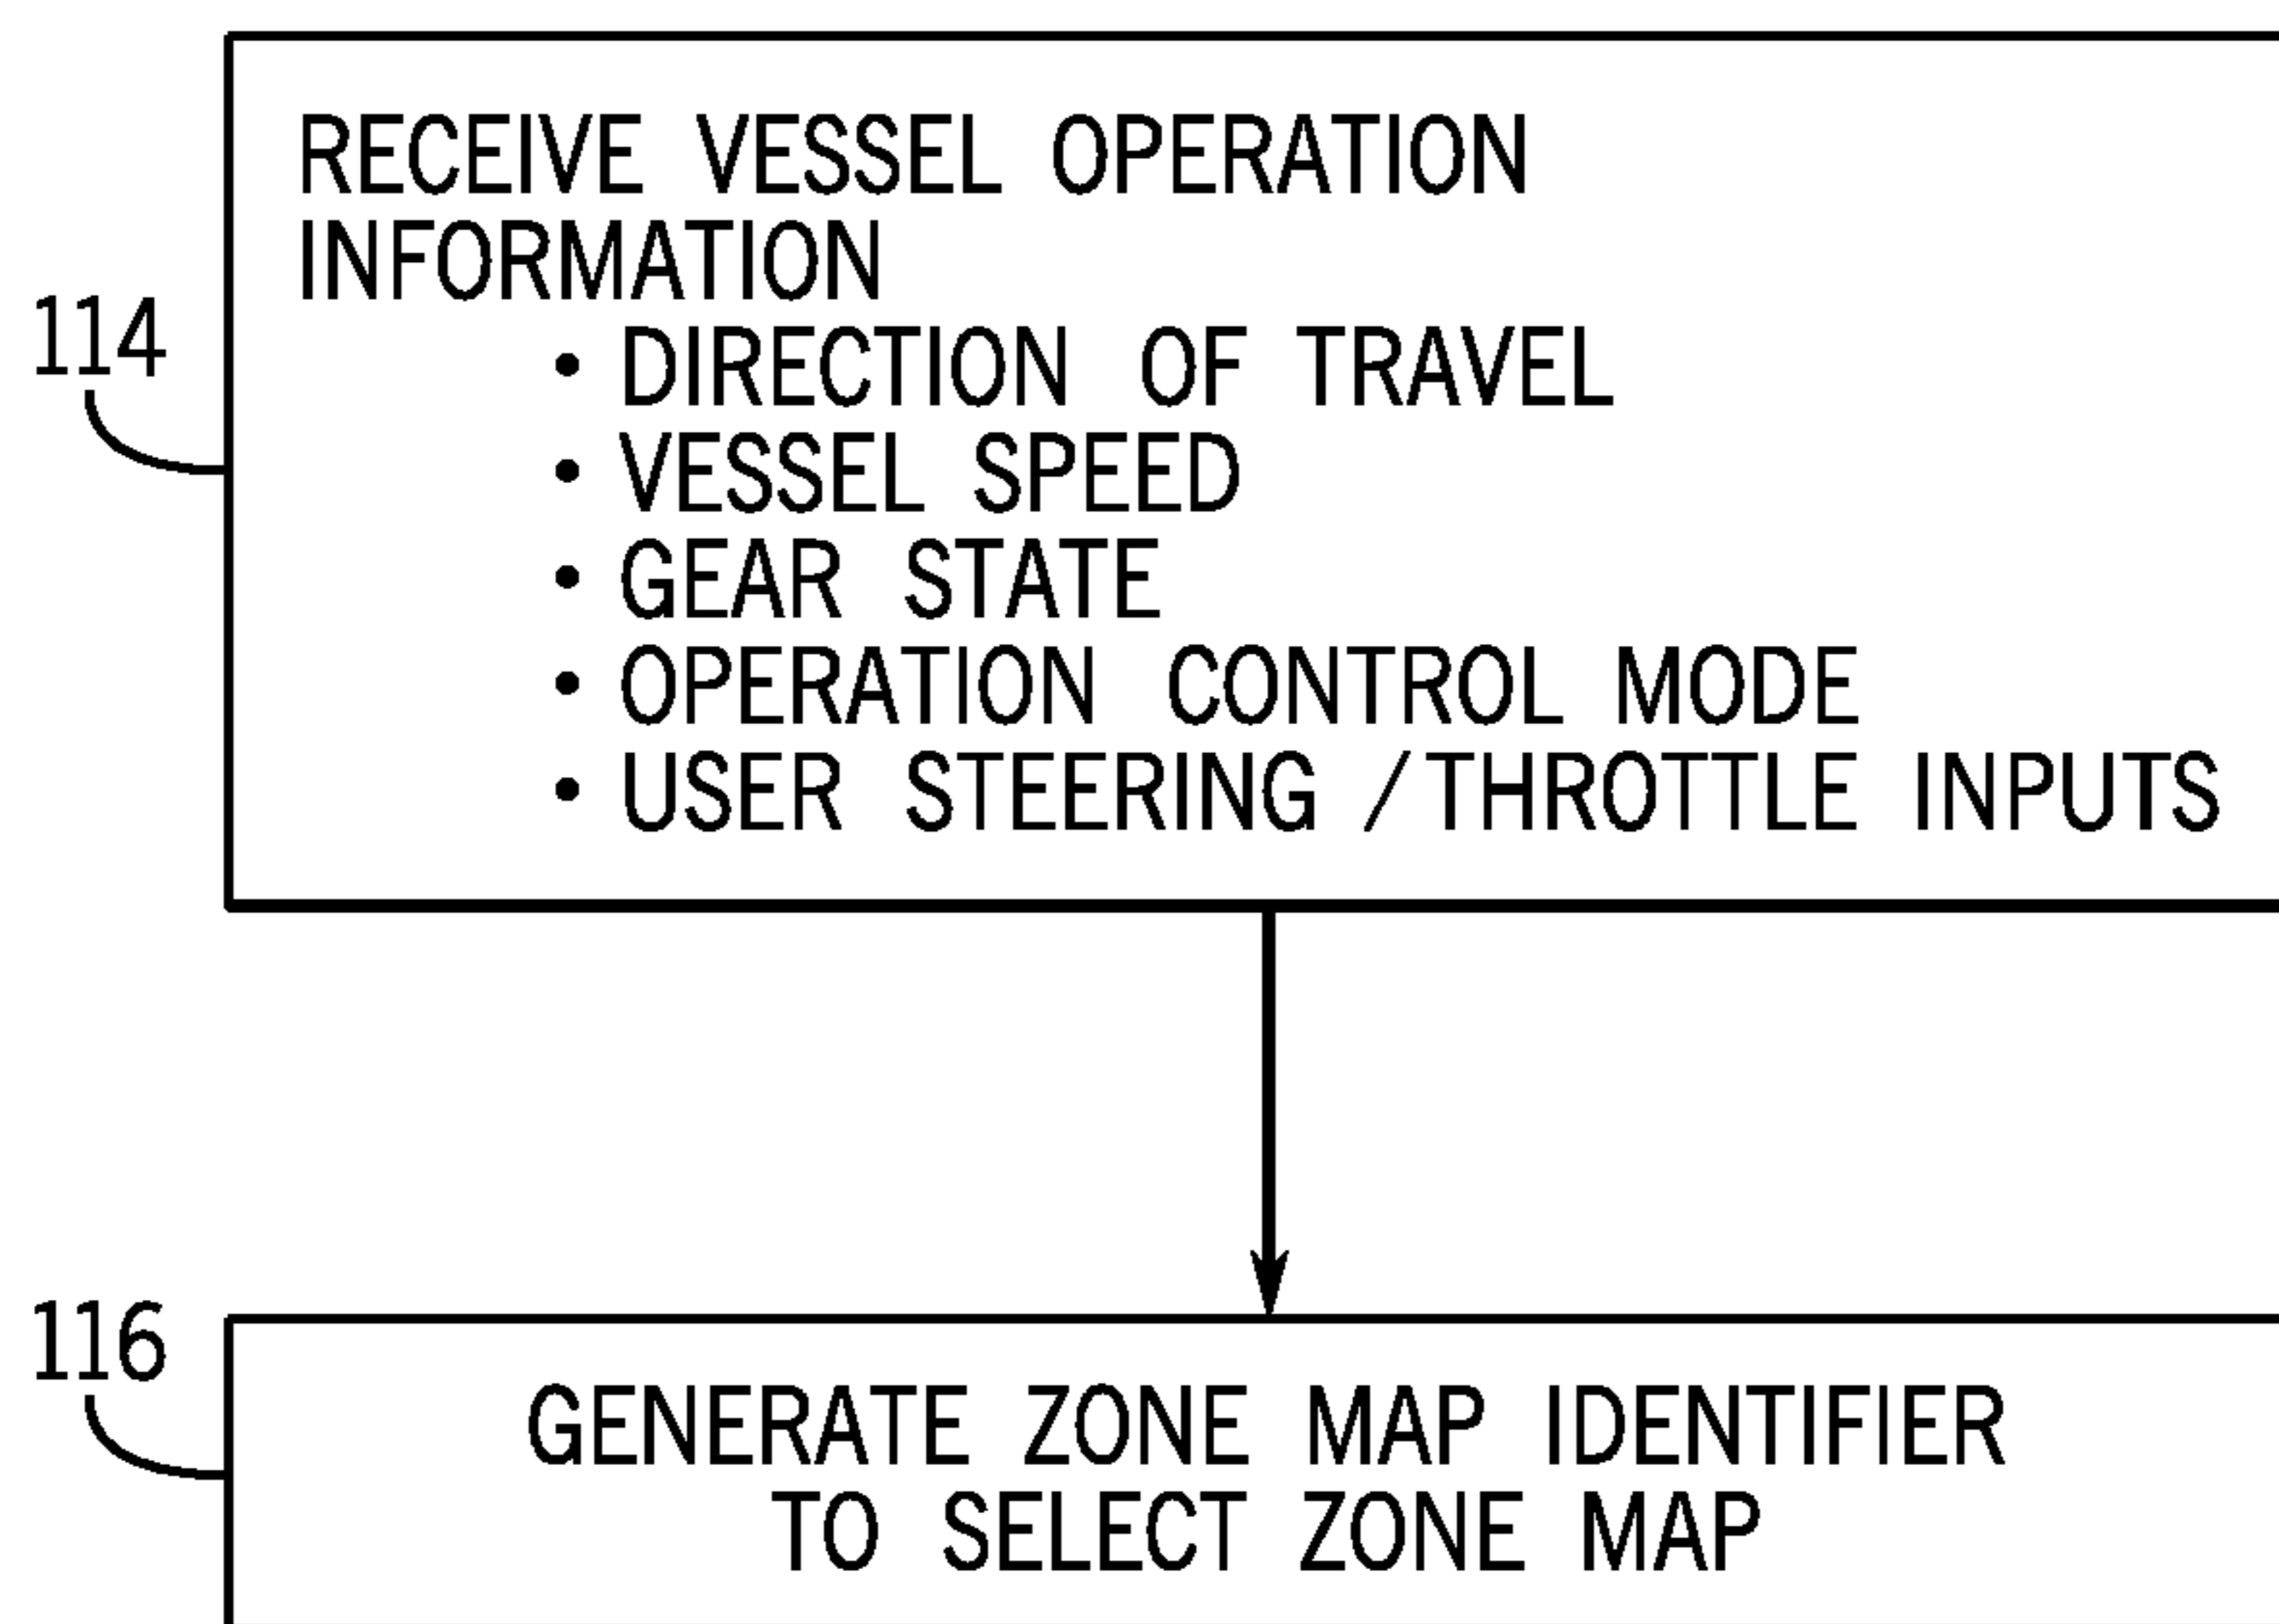 RECEIVE VESSEL OPERATION
INFORMATION
114
• DIRECTION OF TRAVEL
• VESSEL SPEED
• GEAR STATE
• OPERATION CONTROL MODE
• USER STEERING /THROTTLE INPUTS
116
GENERATE ZONE MAP IDENTIFIER
TO SELECT ZONE MAP